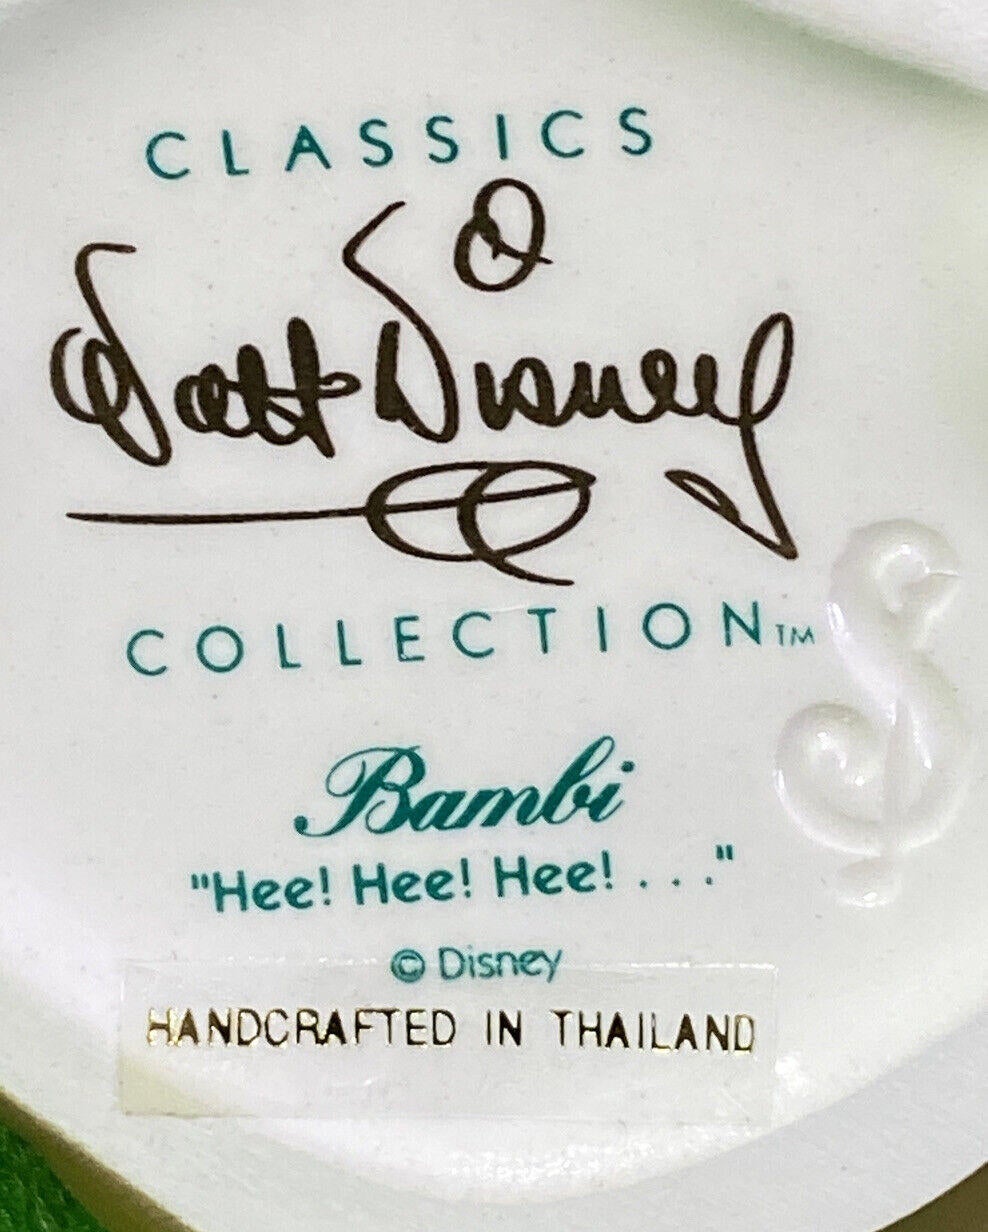 CLASSICS
Walt Disney
COLLECTION™
Bambi
"Hee! Hee! Hee! . . ."
© Disney
HANDCRAFTED IN THAILAND